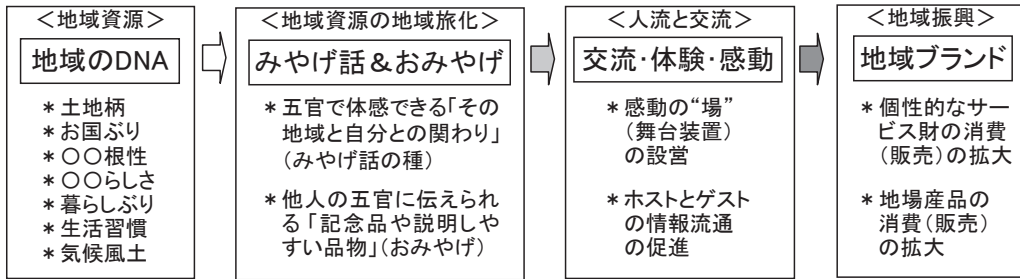 ＜地域資源＞
地域のDNA
＊土地柄
＊お国ぶり
＊〇〇根性
＊〇〇らしさ
＊暮らしぶり
＊生活習慣
＊気候風土
＜地域資源の地域旅化＞
みやげ話＆おみやげ
＊五官で体感できる「その
地域と自分との関わり」
（みやげ話の種）
＊他人の五官に伝えられ
る「記念品や説明しや
すい品物」（おみやげ）
＜人流と交流＞
交流・体験・感動
＊感動の“場”
（舞台装置）
の設営
＊ホストとゲスト
の情報流通
の促進
＜地域振興＞
地域ブランド
＊個性的なサー
ビス財の消費
（販売）の拡大
＊地場産品の
消費（販売）
の拡大